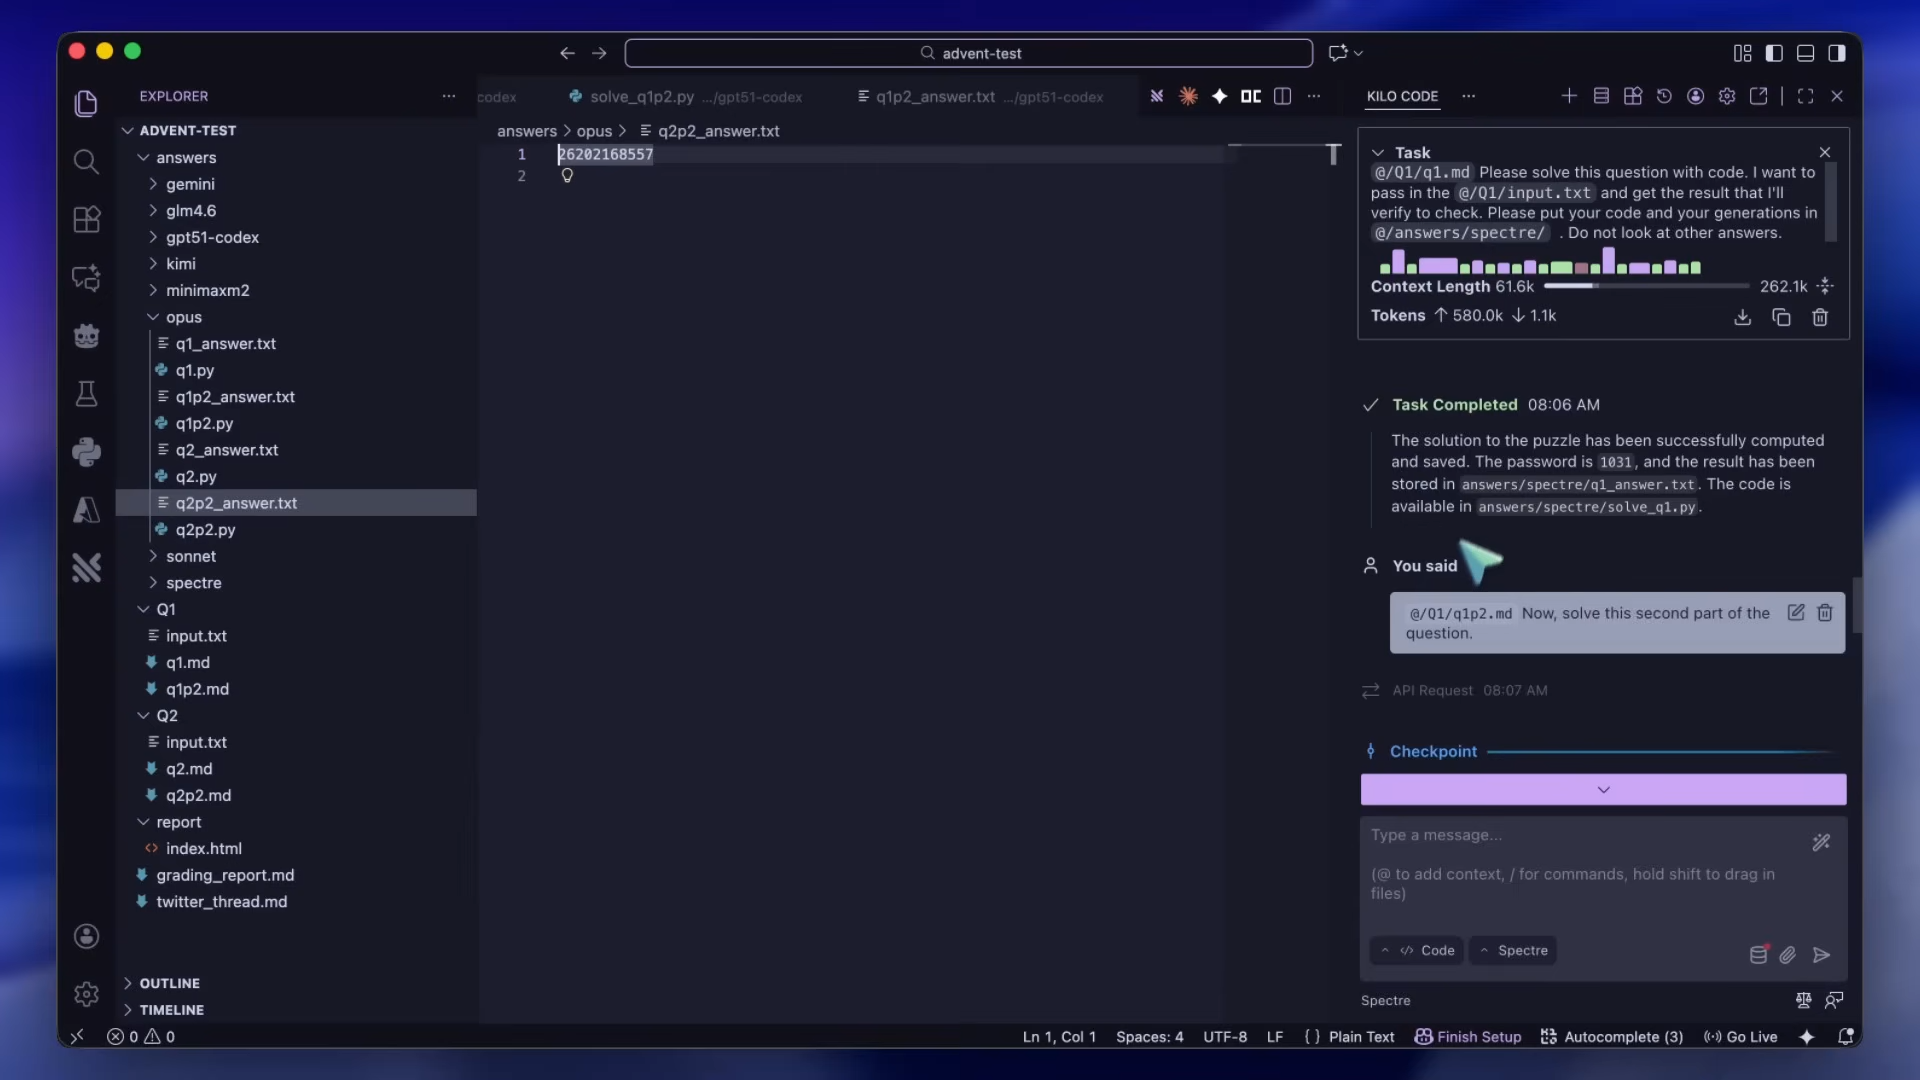 advent-test
EXPLORER
ADVENT-TEST
answers
gemini
glm4.6
gpt51-codex
kimi
minimaxm2
opus
q1_answer.txt
q1.py
q1p2_answer.txt
q1p2.py
q2_answer.txt
q2.py
q2p2_answer.txt
q2p2.py
sonnet
spectre
Q1
input.txt
q1.md
q1p2.md
Q2
input.txt
q2.md
q2p2.md
report
index.html
grading_report.md
twitter_thread.md
OUTLINE
TIMELINE
codex
solve_q1p2.py .../gpt51-codex
q1p2_answer.txt .../gpt51-codex
answers > opus > q2p2_answer.txt
1 26202168557
2
KILO CODE
Task
@/Q1/q1.md Please solve this question with code. I want to
pass in the @/Q1/input.txt and get the result that I'll
verify to check. Please put your code and your generations in
@/answers/spectre/ . Do not look at other answers.
Context Length 61.6k 262.1k
Tokens ↑ 580.0k ↓ 1.1k
Task Completed 08:06 AM
The solution to the puzzle has been successfully computed
and saved. The password is 1031, and the result has been
stored in answers/spectre/q1_answer.txt. The code is
available in answers/spectre/solve_q1.py.
You said
@/Q1/q1p2.md Now, solve this second part of the
question.
API Request 08:07 AM
Checkpoint
Type a message...
(@ to add context, / for commands, hold shift to drag in
files)
Code
Spectre
Spectre
0 0
Ln 1, Col 1
Spaces: 4
UTF-8
LF
{ } Plain Text
Finish Setup
Autocomplete (3)
Go Live